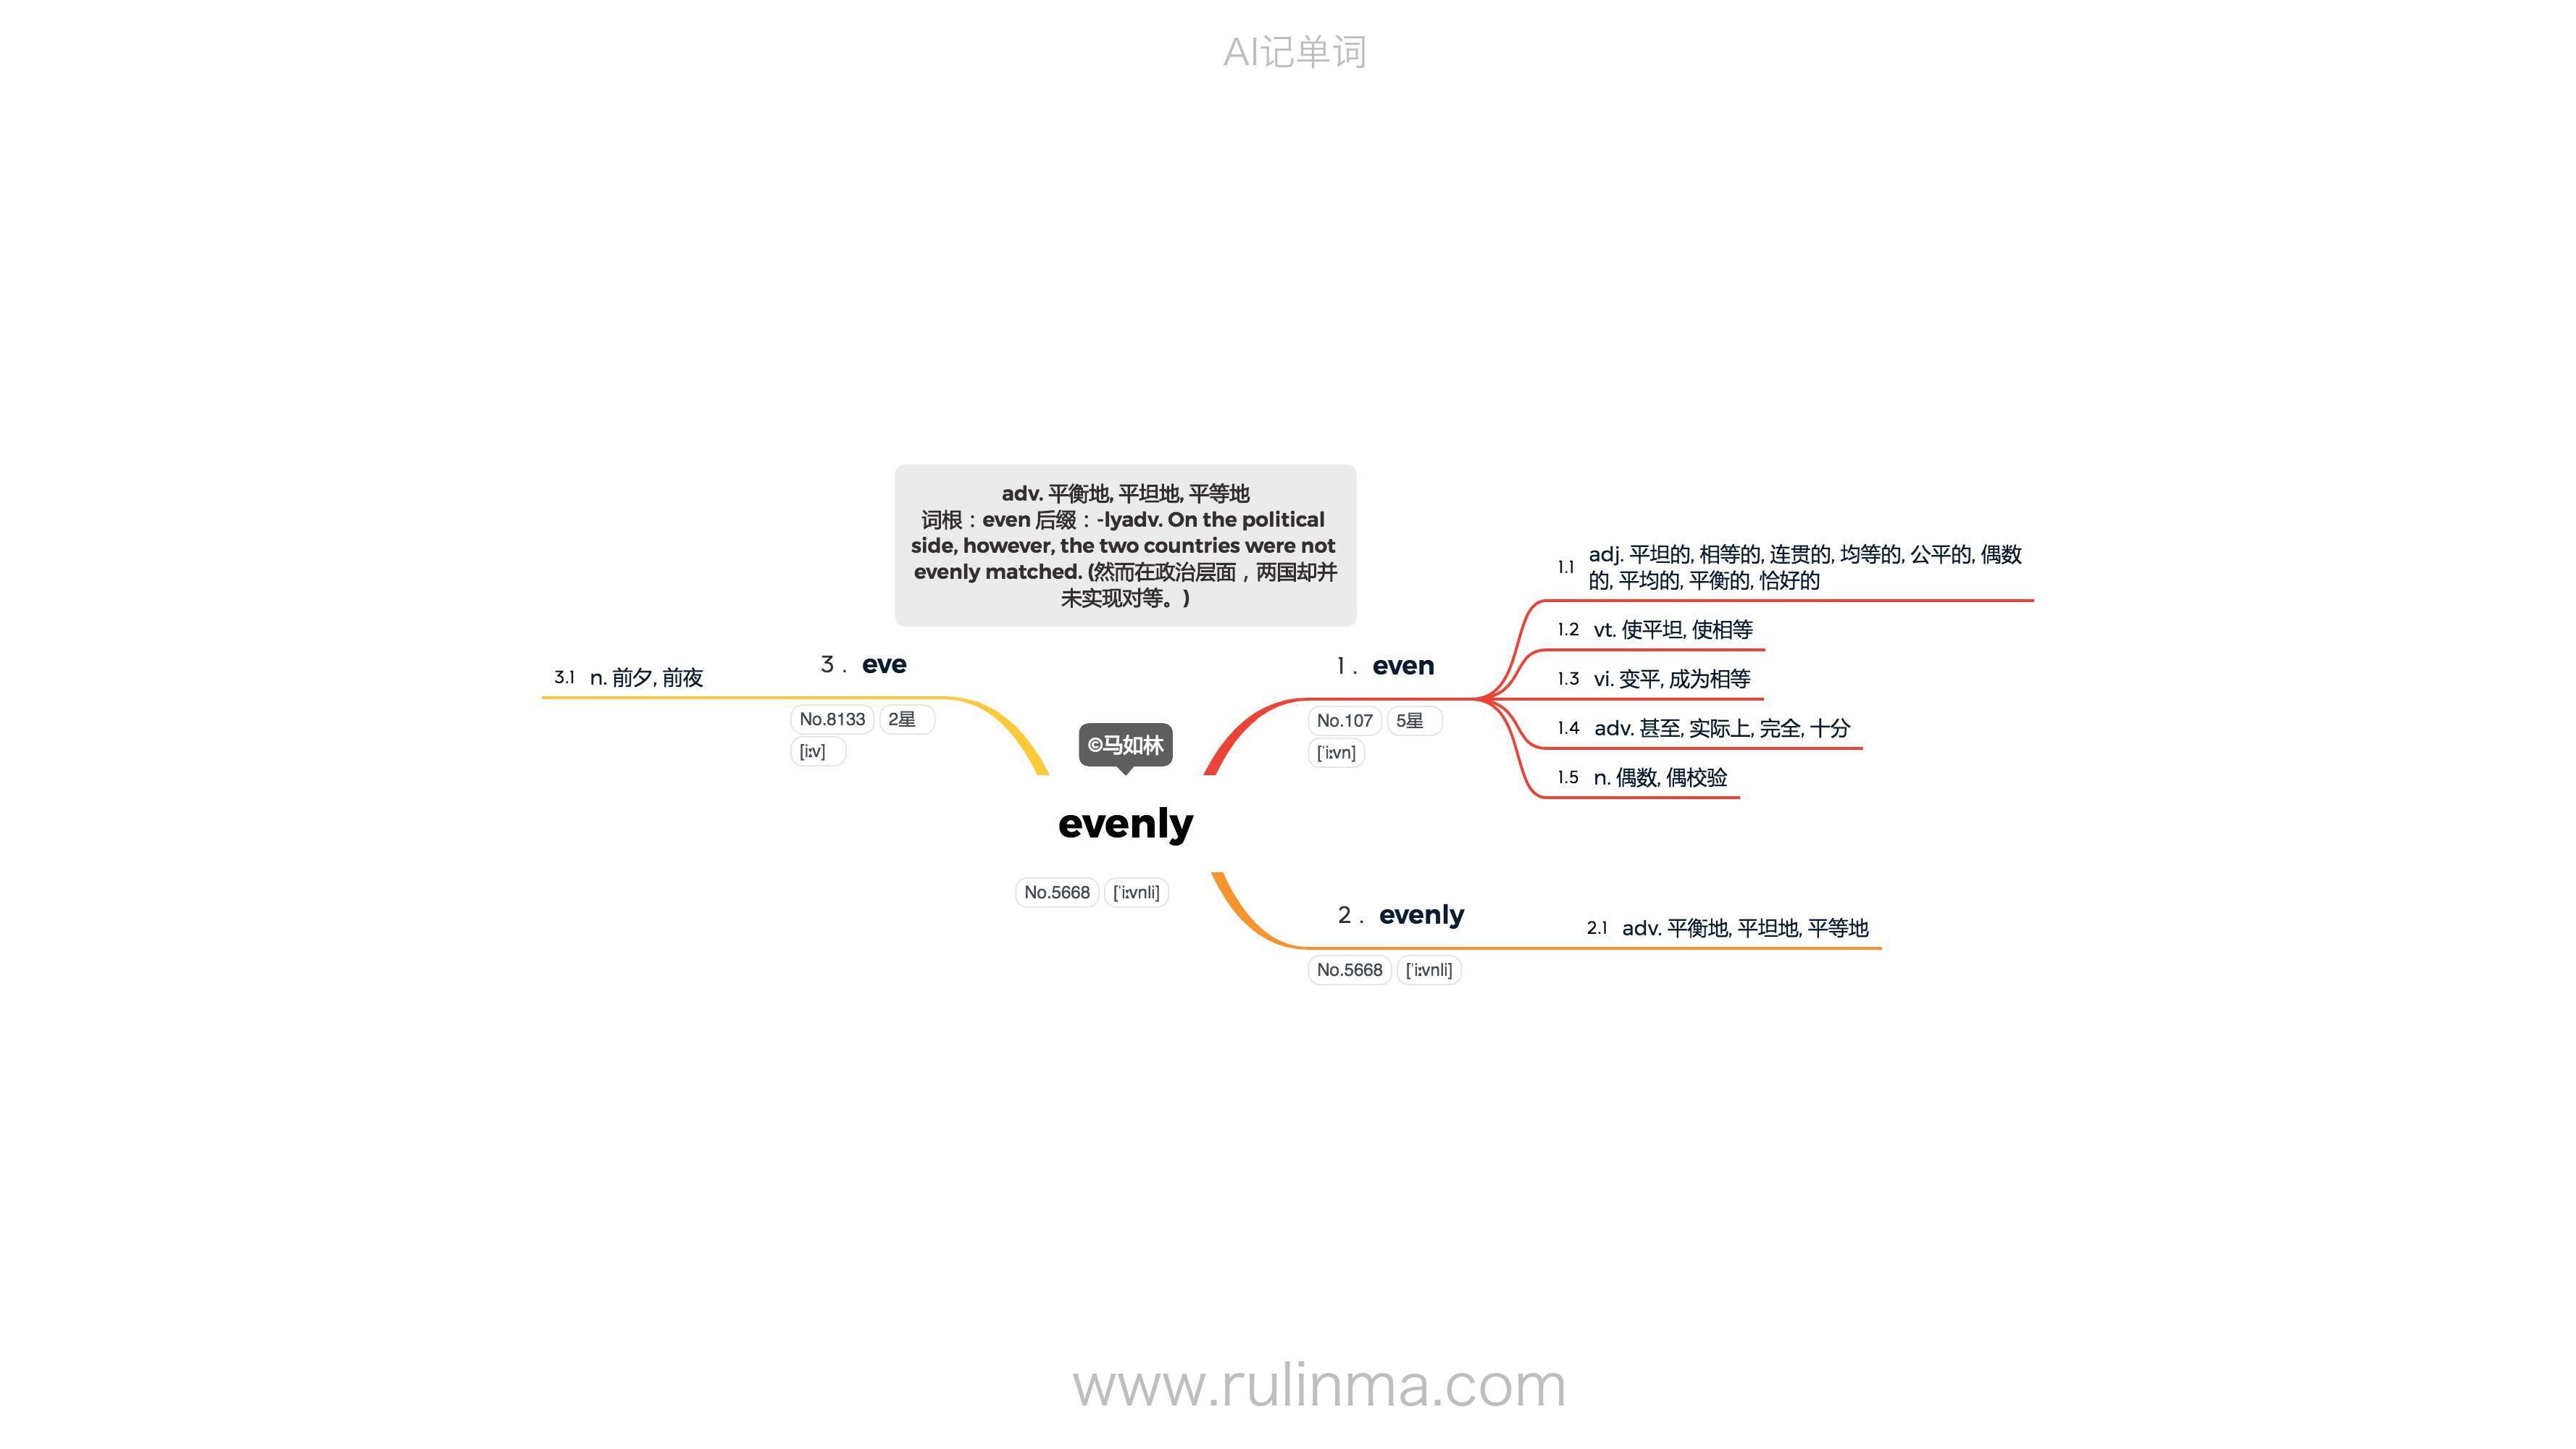 AI记单词
adv. 平衡地, 平坦地, 平等地
词根：even 后缀：-lyadv. On the political
side, however, the two countries were not
evenly matched. (然而在政治层面，两国却并
未实现对等。)
3． eve
3.1 n. 前夕, 前夜
No.8133 2星
[iːv]
©马如林
evenly
No.5668 [ˈiːvnli]
1． even
No.107 5星
[ˈiːvn]
1.1 adj. 平坦的, 相等的, 连贯的, 均等的, 公平的, 偶数
的, 平均的, 平衡的, 恰好的
1.2 vt. 使平坦, 使相等
1.3 vi. 变平, 成为相等
1.4 adv. 甚至, 实际上, 完全, 十分
1.5 n. 偶数, 偶校验
2． evenly
No.5668 [ˈiːvnli]
2.1 adv. 平衡地, 平坦地, 平等地
www.rulinma.com